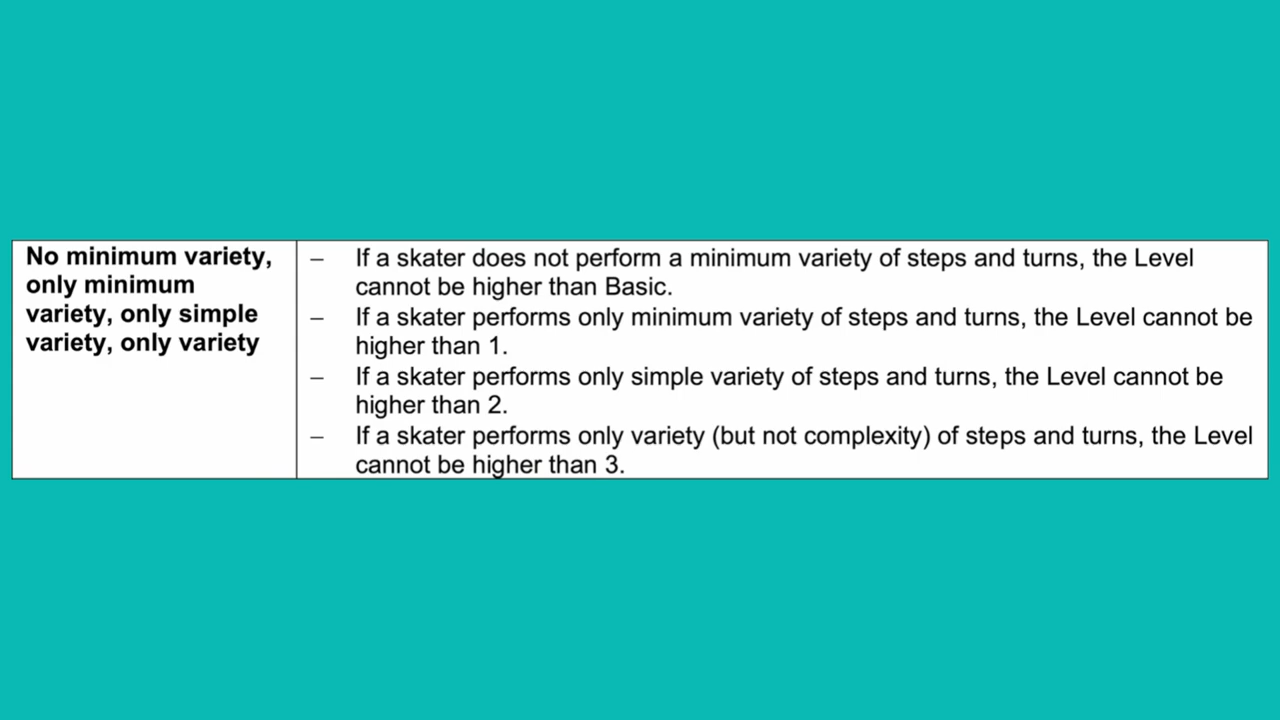 No minimum variety,
only minimum
variety, only simple
variety, only variety
– If a skater does not perform a minimum variety of steps and turns, the Level
cannot be higher than Basic.
– If a skater performs only minimum variety of steps and turns, the Level cannot be
higher than 1.
– If a skater performs only simple variety of steps and turns, the Level cannot be
higher than 2.
– If a skater performs only variety (but not complexity) of steps and turns, the Level
cannot be higher than 3.